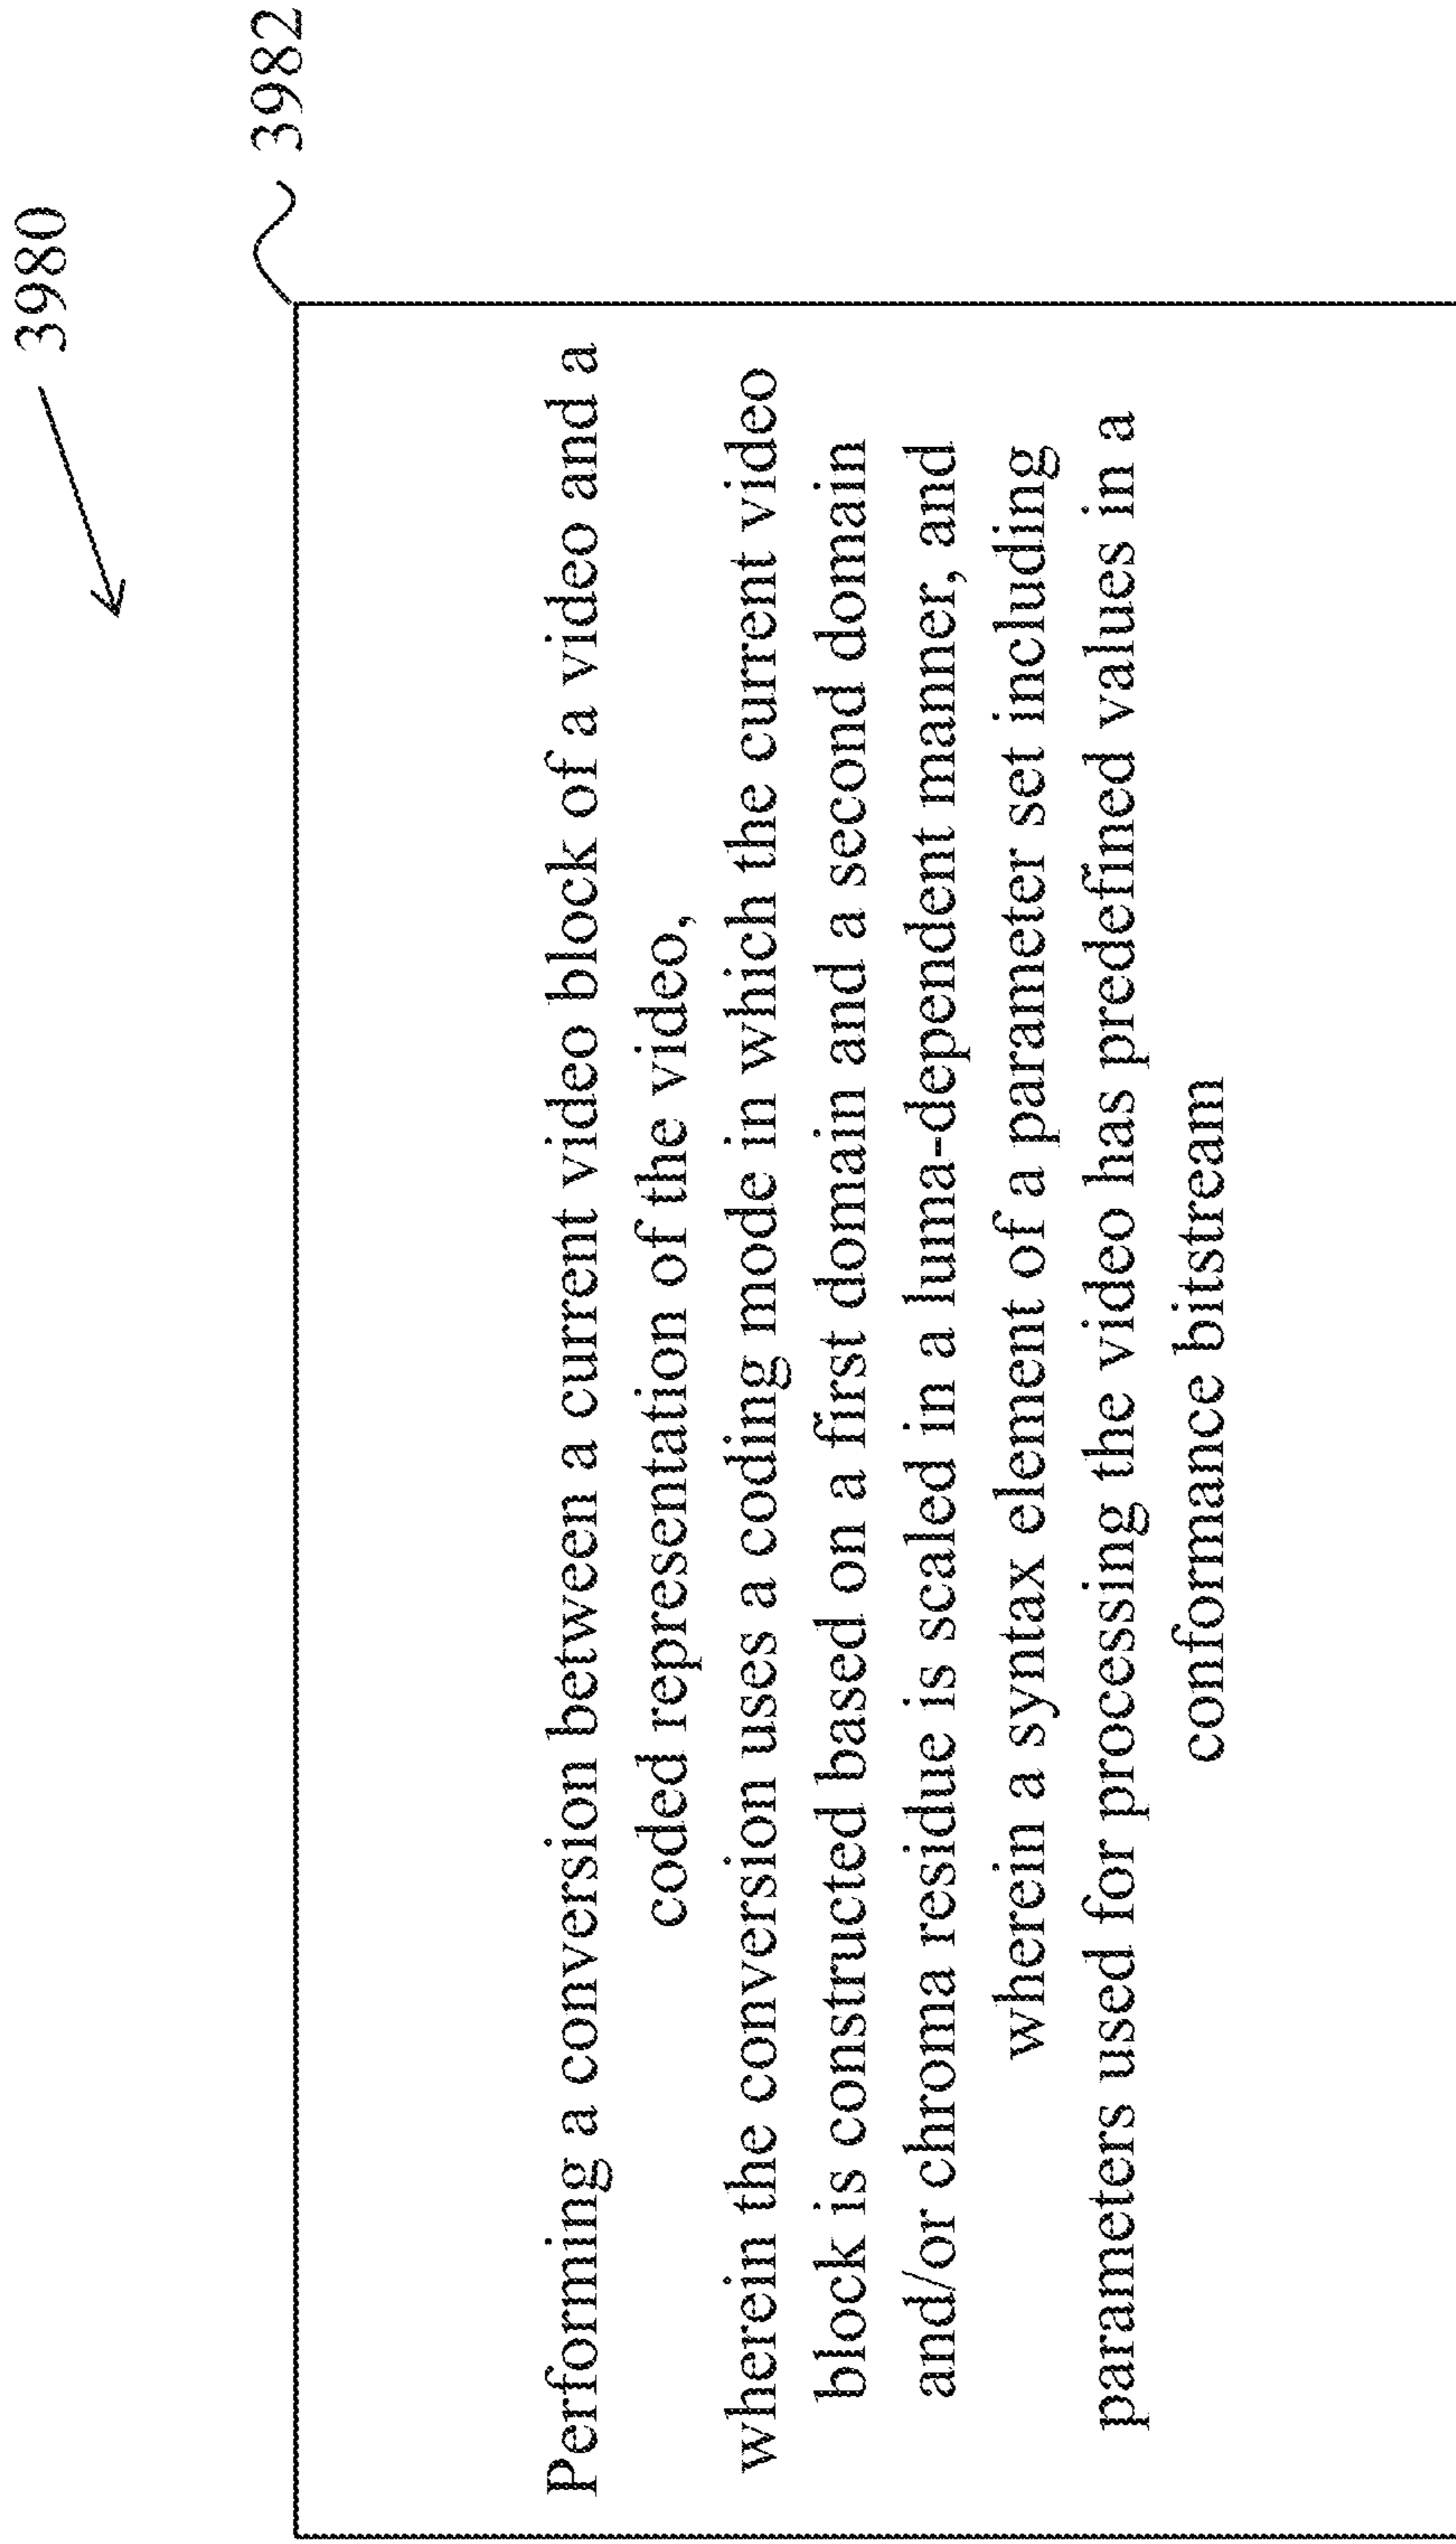 3980
3982
Performing a conversion between a current video block of a video and a
coded representation of the video,
wherein the conversion uses a coding mode in which the current video
block is constructed based on a first domain and a second domain
and/or chroma residue is scaled in a luma-dependent manner, and
wherein a syntax element of a parameter set including
parameters used for processing the video has predefined values in a
conformance bitstream